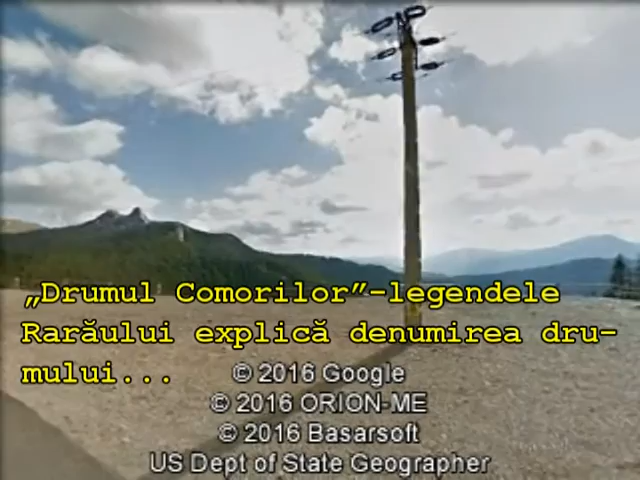 „Drumul Comorilor”-legendele
Rarăului explică denumirea dru-
mului...
© 2016 Google
© 2016 ORION-ME
© 2016 Basarsoft
US Dept of State Geographer